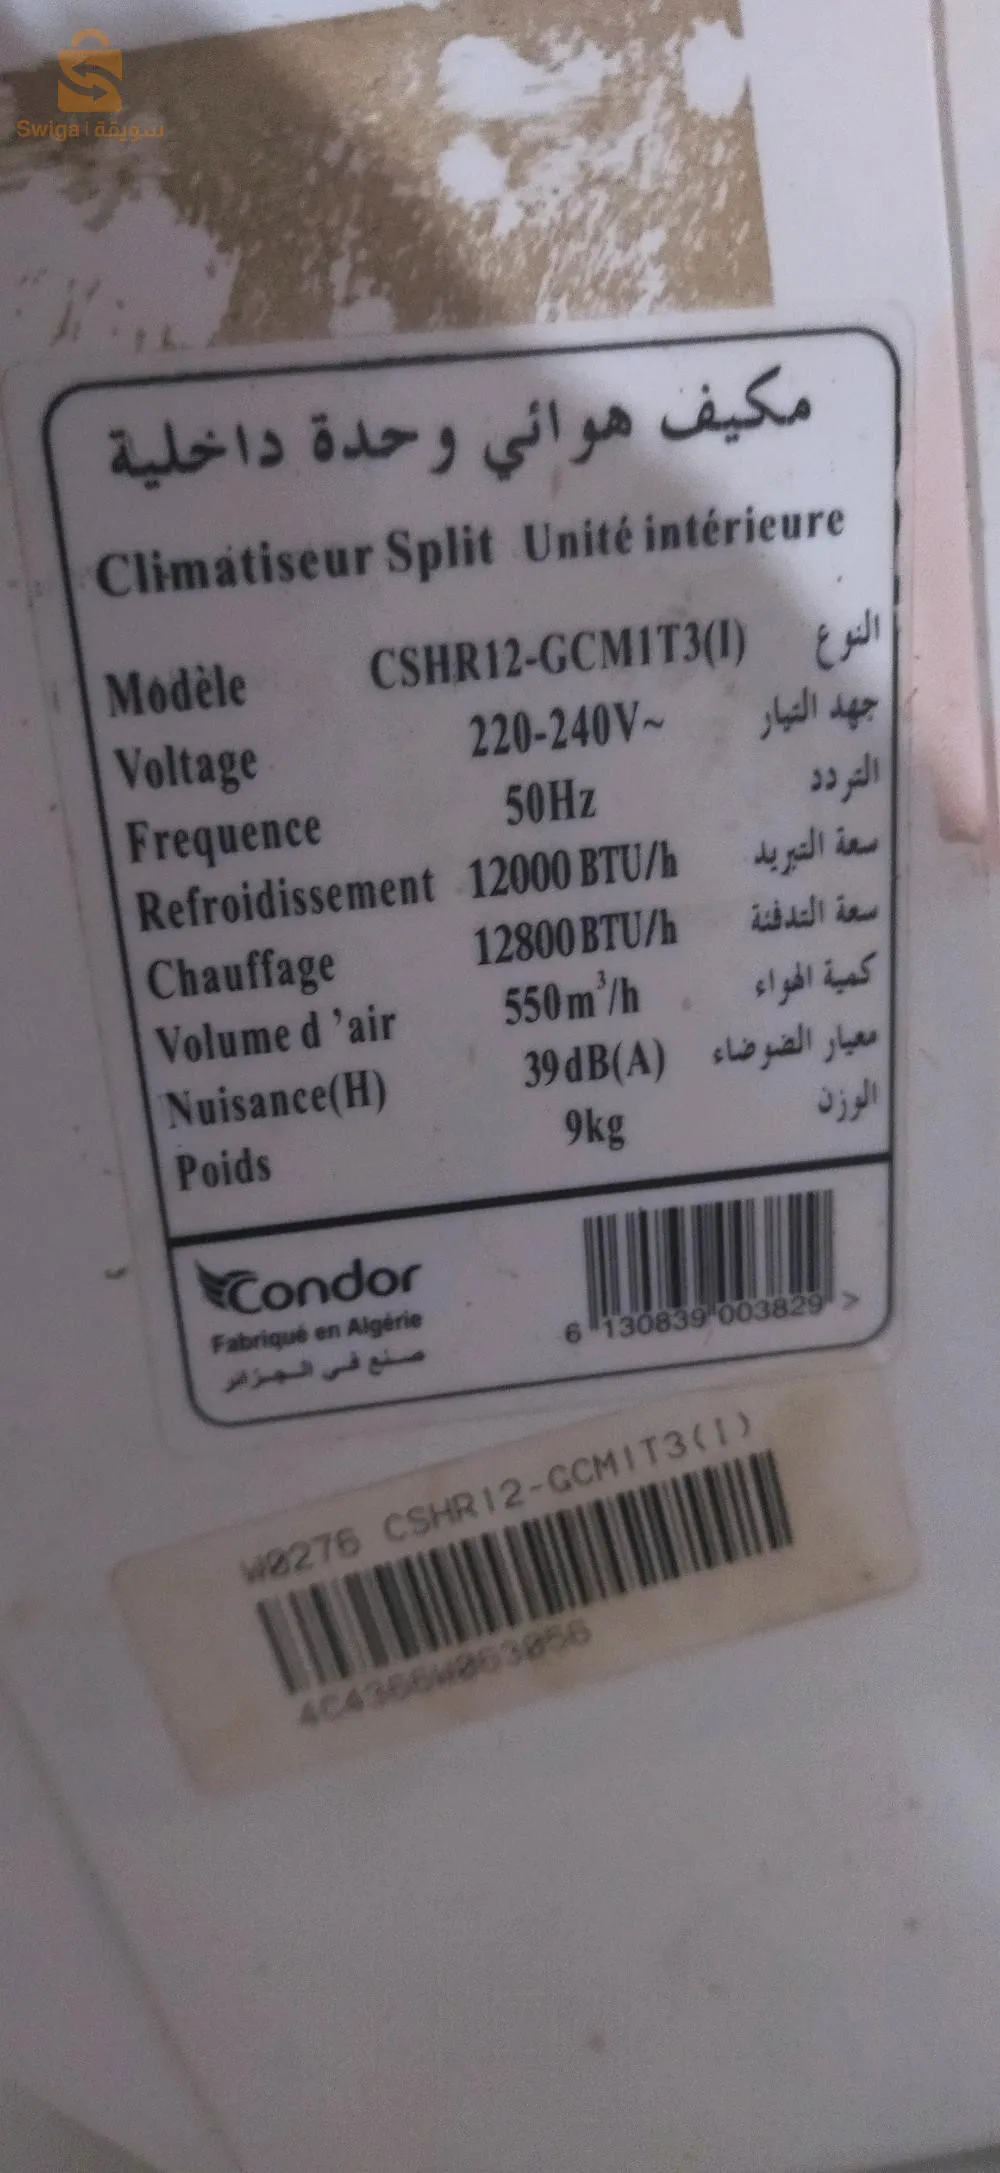 Swiga | سويقة
مكيف هوائي وحدة داخلية
Climatiseur Split Unité intérieure
Modèle CSHR12-GCM1T3(I) النوع
Voltage 220-240V~ جهد التيار
Frequence 50Hz التردد
Refroidissement 12000 BTU/h سعة التبريد
Chauffage 12800 BTU/h سعة التدفئة
Volume d 'air 550 m³/h كمية الهواء
Nuisance(H) 39 dB(A) معيار الضوضاء
Poids 9kg الوزن
Condor
Fabriqué en Algérie
صنع في الجزائر
6 130839 003829 >
W0276 CSHR12-GCM1T3(I)